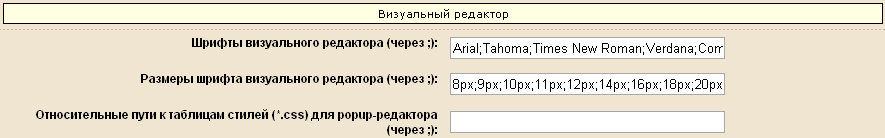 Визуальный редактор
Шрифты визуального редактора (через ;): Arial;Tahoma;Times New Roman;Verdana;Com
Размеры шрифта визуального редактора (через ;): 8px;9px;10px;11px;12px;14px;16px;18px;20px
Относительные пути к таблицам стилей (*.css) для popup-редактора
(через ;):